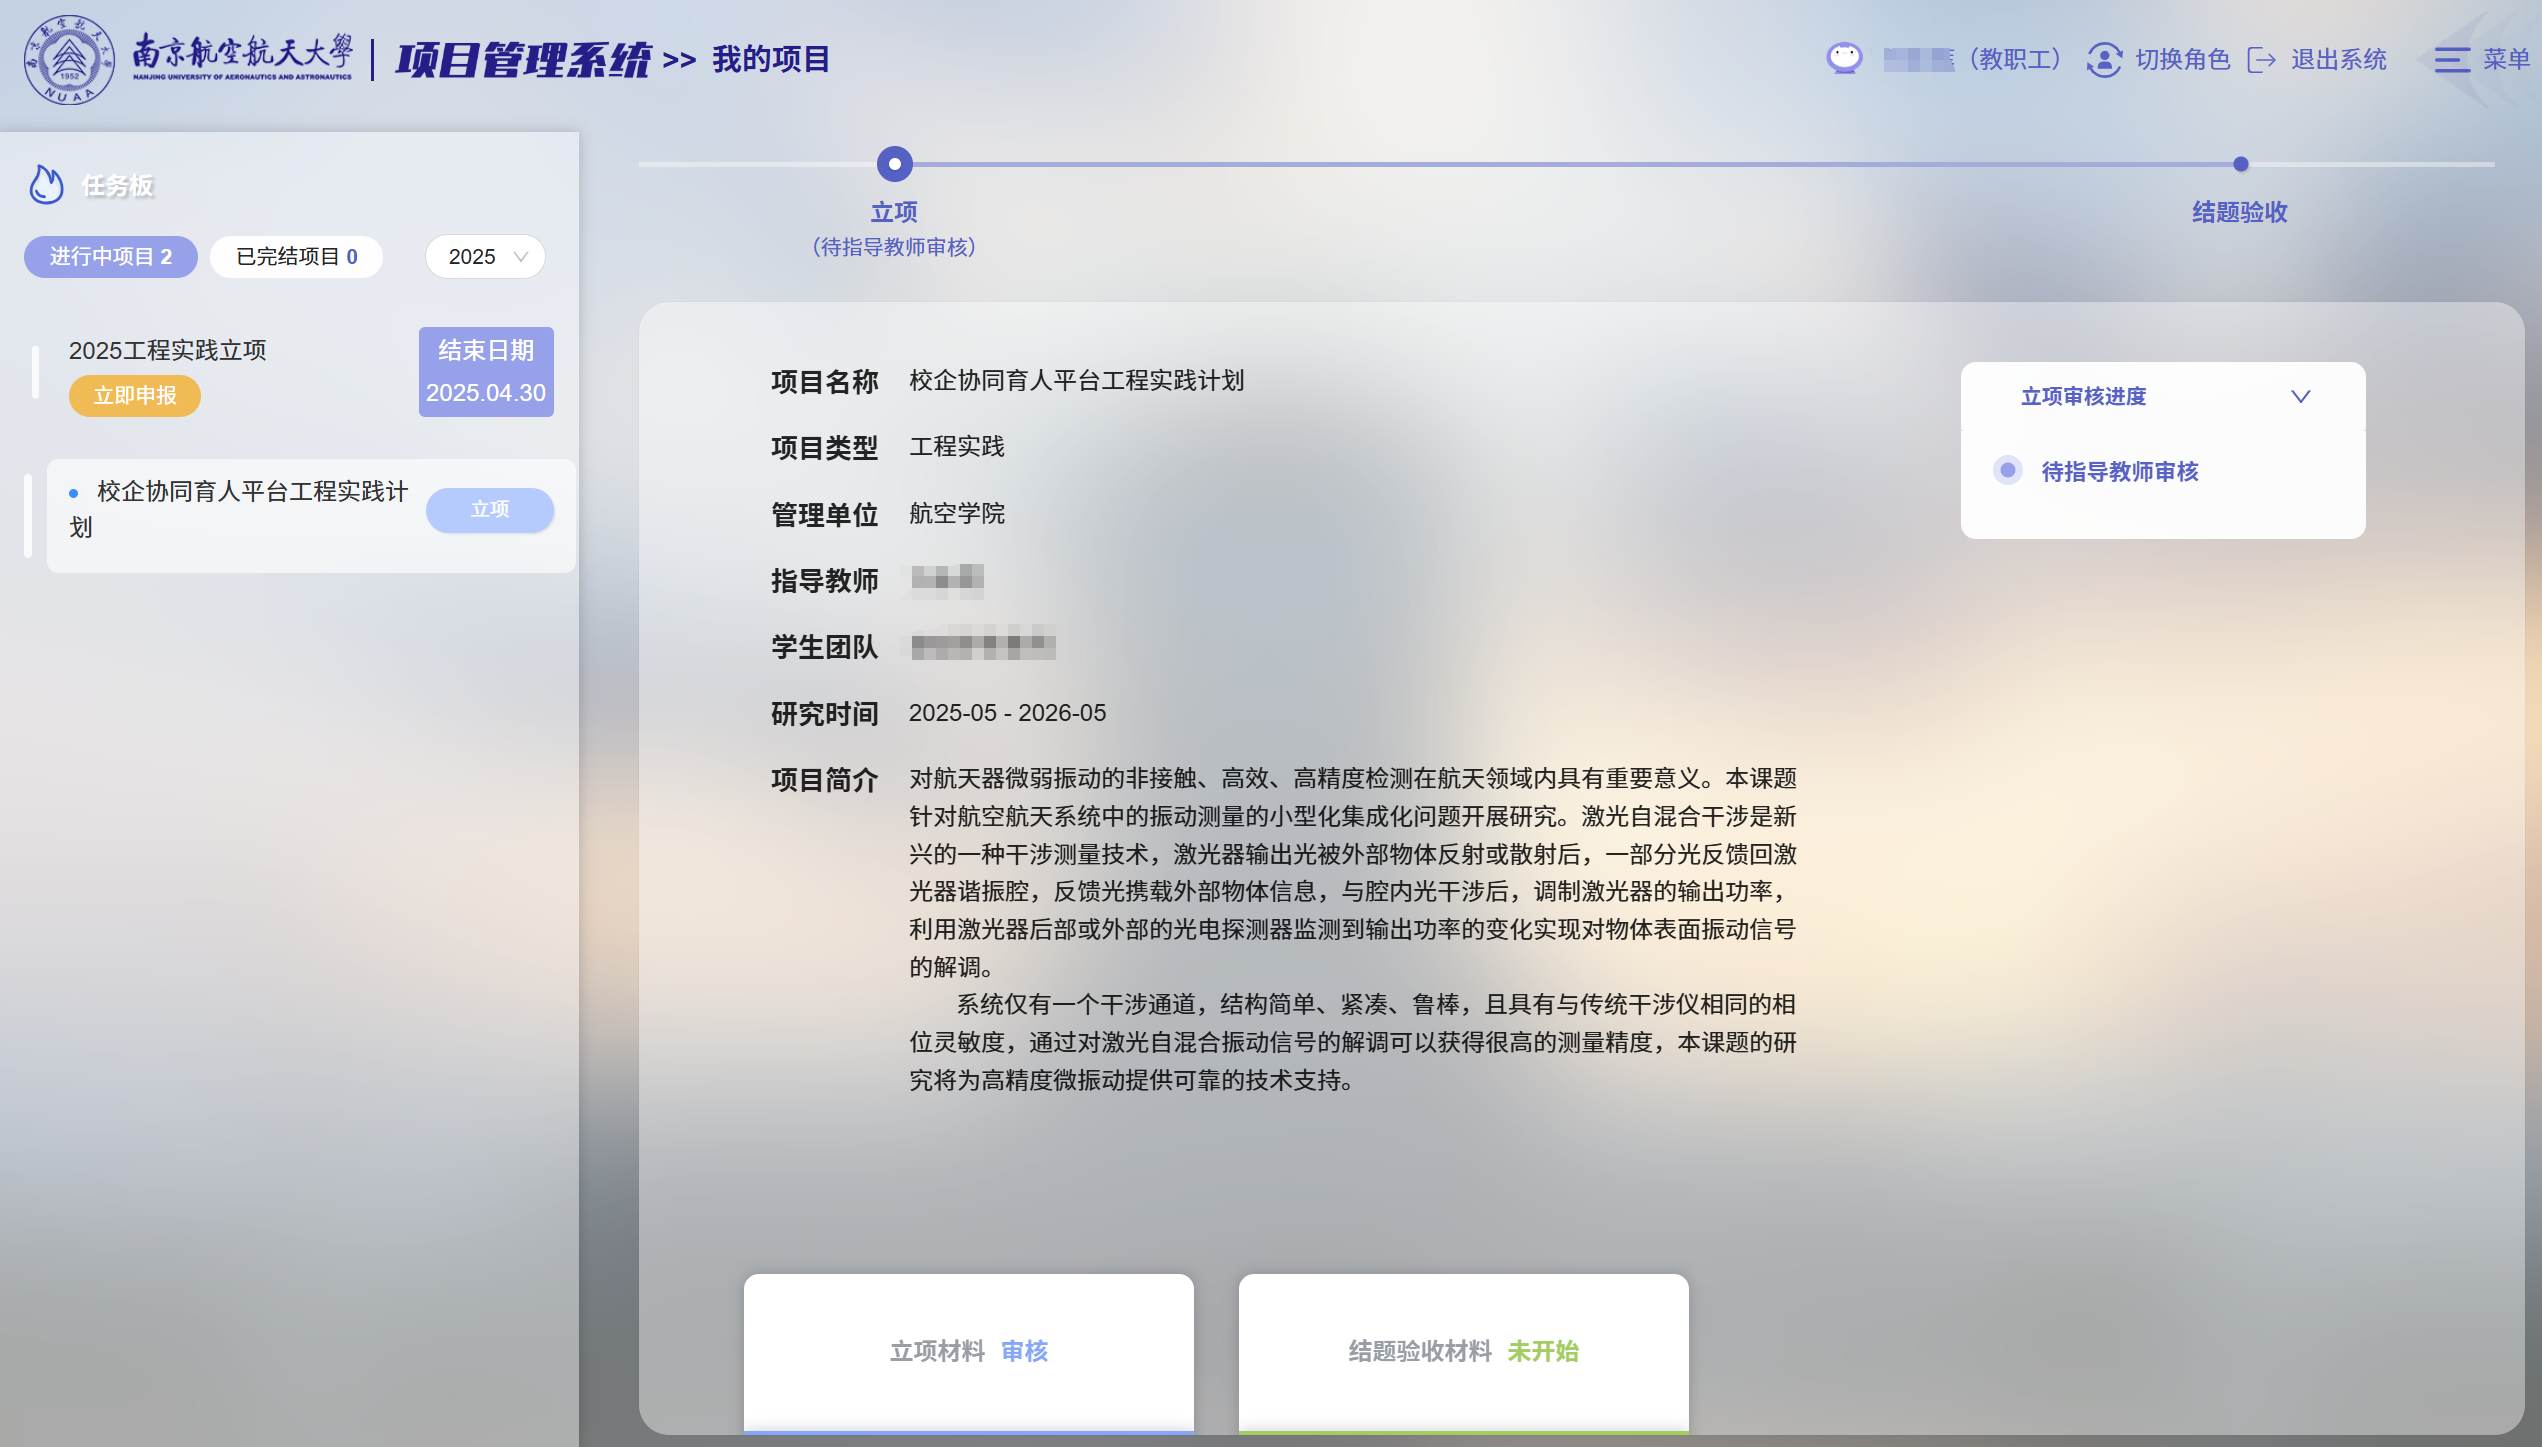 南京航空航天大學
NANJING UNIVERSITY OF AERONAUTICS AND ASTRONAUTICS
1952
NUAA
项目管理系统 >> 我的项目
（教职工） 切换角色 退出系统 菜单
任务板
进行中项目 2 已完结项目 0 2025
2025工程实践立项
立即申报
结束日期
2025.04.30
校企协同育人平台工程实践计
划
立项
立项
（待指导教师审核）
结题验收
项目名称 校企协同育人平台工程实践计划
项目类型 工程实践
管理单位 航空学院
指导教师
学生团队
研究时间 2025-05 - 2026-05
项目简介 对航天器微弱振动的非接触、高效、高精度检测在航天领域内具有重要意义。本课题
针对航空航天系统中的振动测量的小型化集成化问题开展研究。激光自混合干涉是新
兴的一种干涉测量技术，激光器输出光被外部物体反射或散射后，一部分光反馈回激
光器谐振腔，反馈光携载外部物体信息，与腔内光干涉后，调制激光器的输出功率，
利用激光器后部或外部的光电探测器监测到输出功率的变化实现对物体表面振动信号
的解调。
系统仅有一个干涉通道，结构简单、紧凑、鲁棒，且具有与传统干涉仪相同的相
位灵敏度，通过对激光自混合振动信号的解调可以获得很高的测量精度，本课题的研
究将为高精度微振动提供可靠的技术支持。
立项审核进度
待指导教师审核
立项材料 审核
结题验收材料 未开始